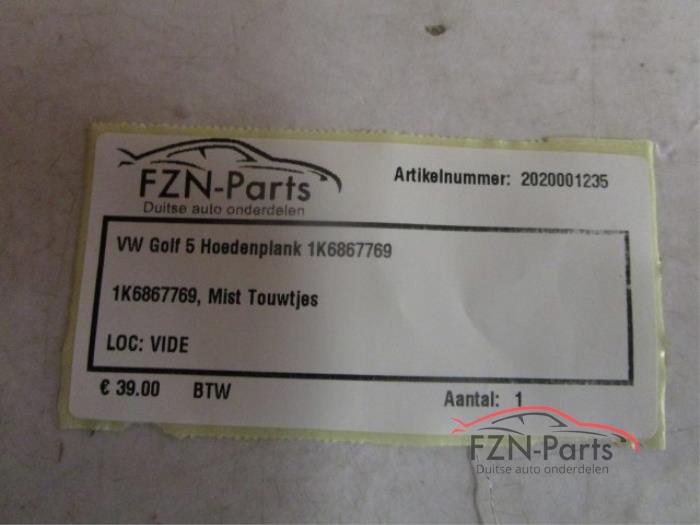 FZN-Parts
Duitse auto onderdelen
Artikelnummer: 2020001235
VW Golf 5 Hoedenplank 1K6867769
1K6867769, Mist Touwtjes
LOC: VIDE
€ 39.00 BTW Aantal: 1
FZN-Parts
Duitse auto onderdelen